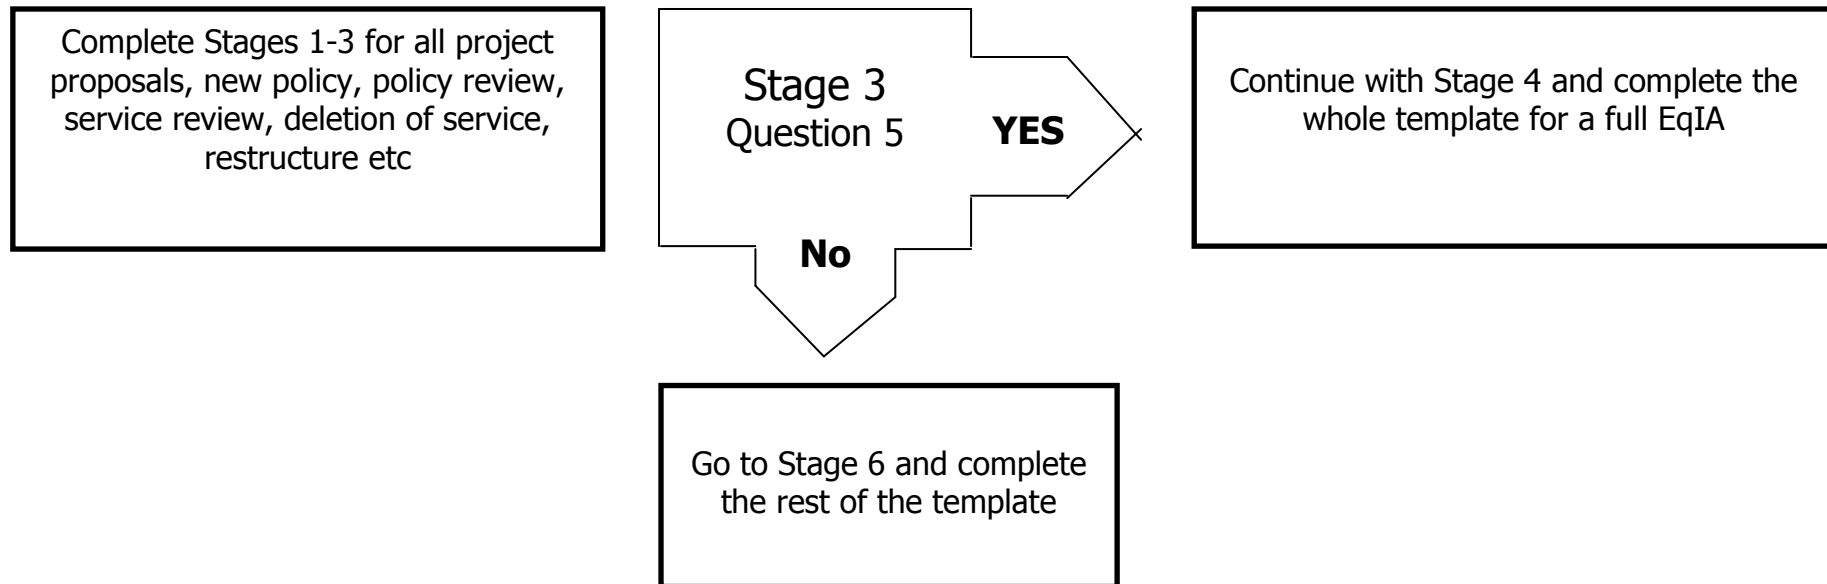 Complete Stages 1-3 for all project
proposals, new policy, policy review,
service review, deletion of service,
restructure etc
Stage 3
Question 5
YES
No
Continue with Stage 4 and complete the
whole template for a full EqIA
Go to Stage 6 and complete
the rest of the template